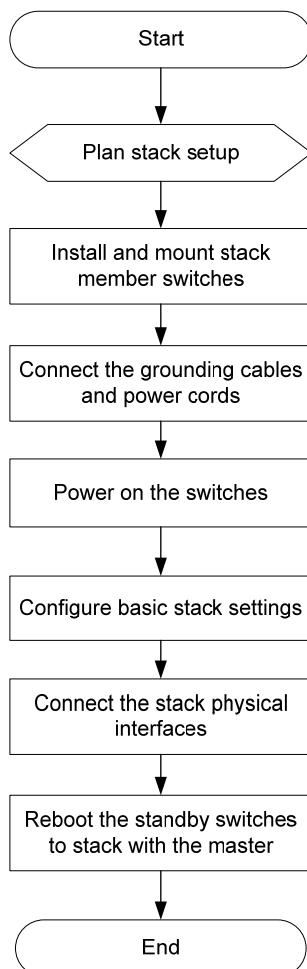 Start
Plan stack setup
Install and mount stack
member switches
Connect the grounding cables
and power cords
Power on the switches
Configure basic stack settings
Connect the stack physical
interfaces
Reboot the standby switches
to stack with the master
End